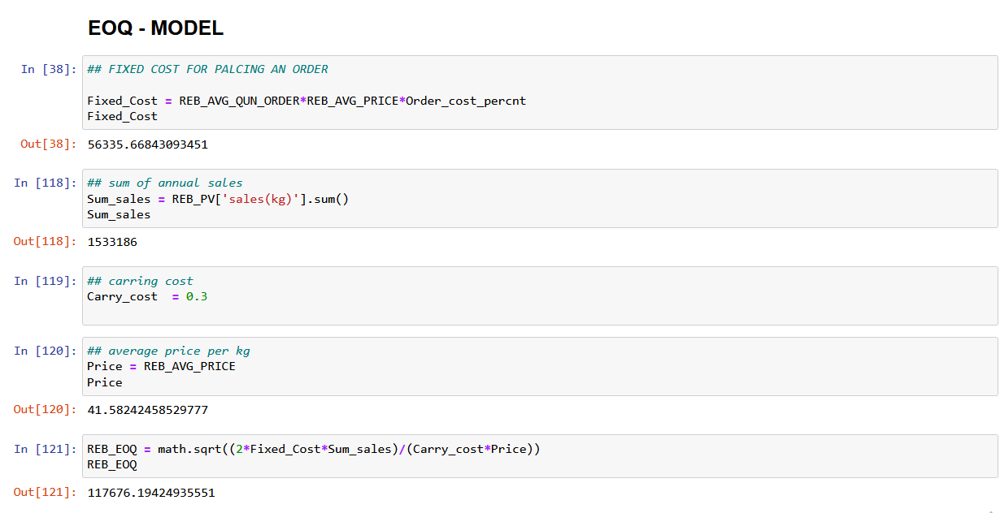 EOQ - MODEL
In [38]: ## FIXED COST FOR PALCING AN ORDER
Fixed_Cost = REB_AVG_QUN_ORDER*REB_AVG_PRICE*Order_cost_percnt
Fixed_Cost
Out[38]: 56335.66843093451
In [118]: ## sum of annual sales
Sum_sales = REB_PV['sales(kg)'].sum()
Sum_sales
Out[118]: 1533186
In [119]: ## carring cost
Carry_cost  = 0.3
In [120]: ## average price per kg
Price = REB_AVG_PRICE
Price
Out[120]: 41.58242458529777
In [121]: REB_EOQ = math.sqrt((2*Fixed_Cost*Sum_sales)/(Carry_cost*Price))
REB_EOQ
Out[121]: 117676.19424935551